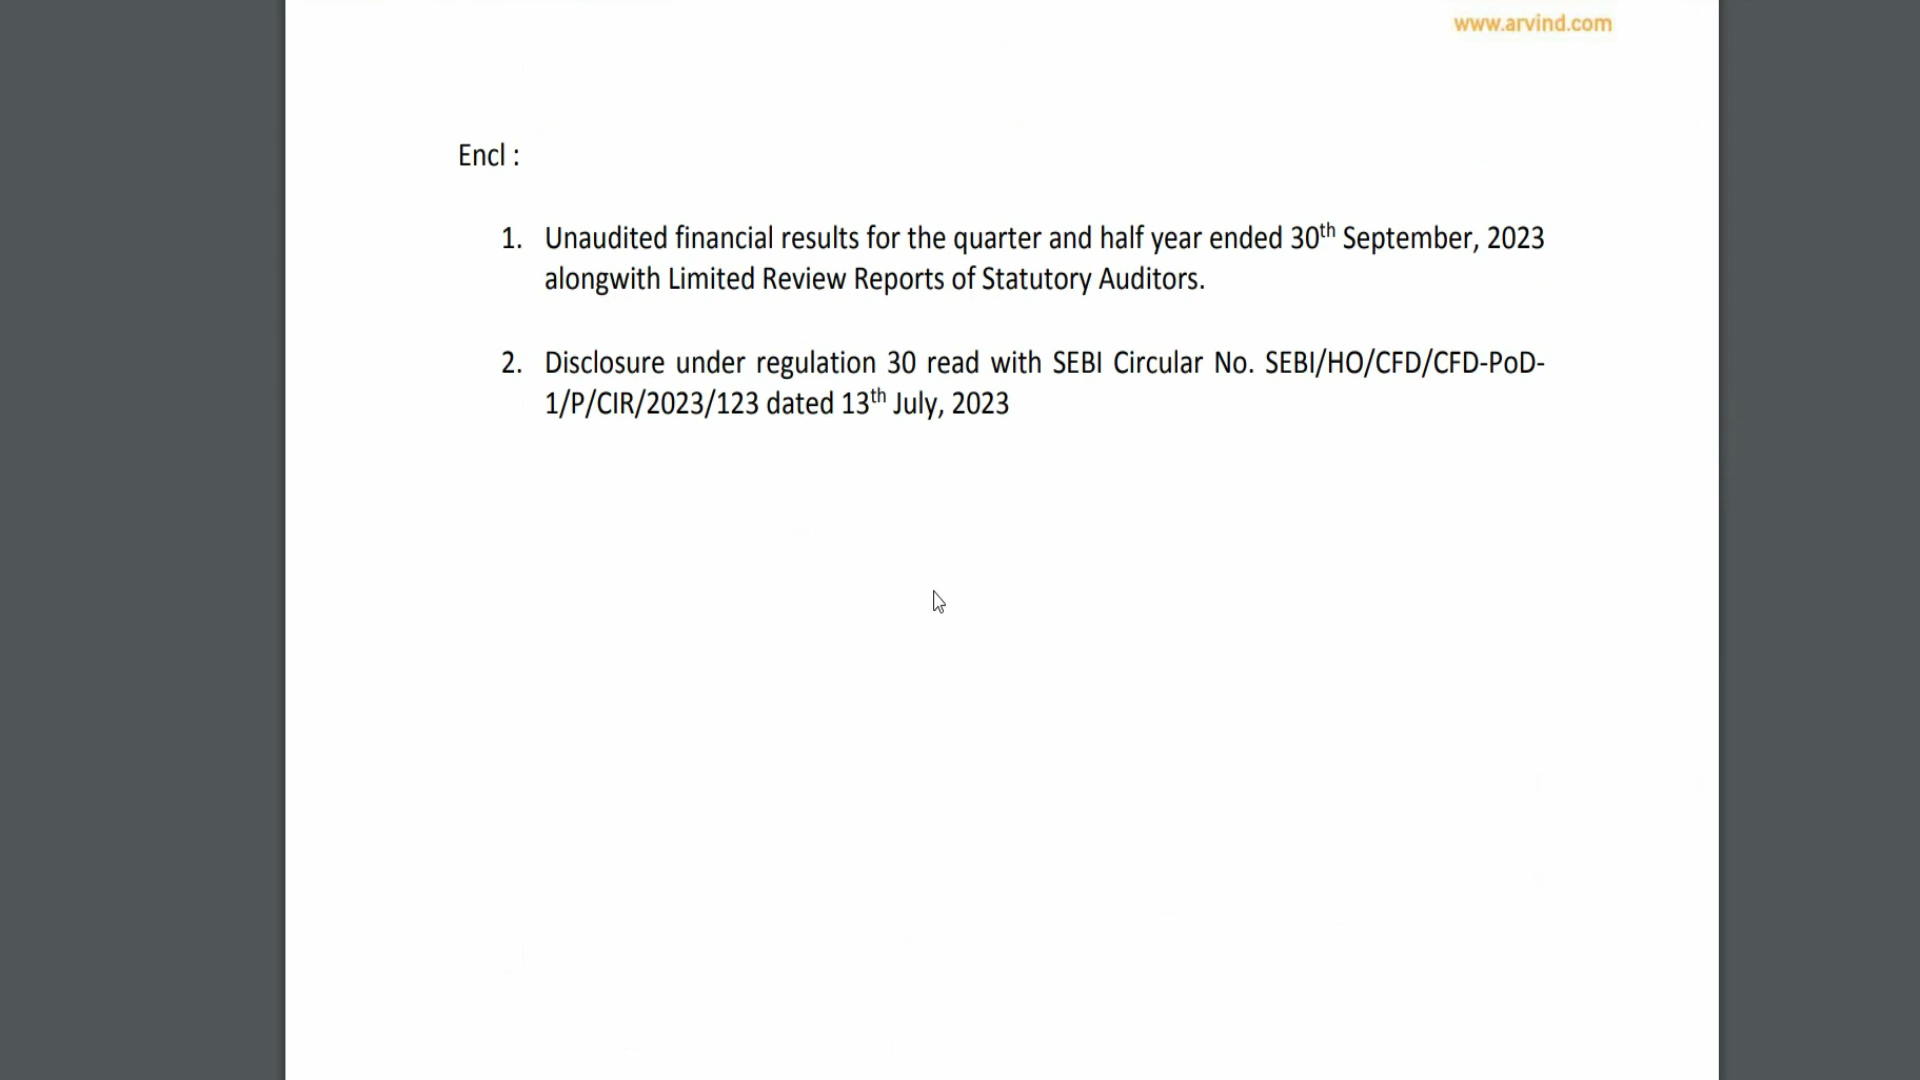 www.arvind.com
Encl :
1. Unaudited financial results for the quarter and half year ended 30th September, 2023
alongwith Limited Review Reports of Statutory Auditors.
2. Disclosure under regulation 30 read with SEBI Circular No. SEBI/HO/CFD/CFD-PoD-
1/P/CIR/2023/123 dated 13th July, 2023